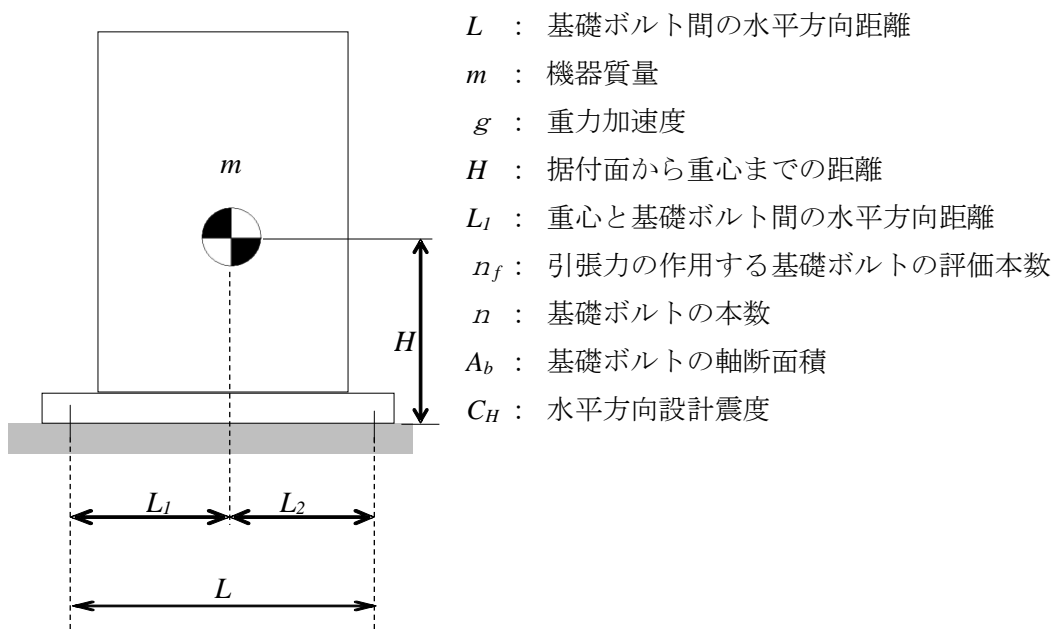 L : 基礎ボルト間の水平方向距離
m : 機器質量
g : 重力加速度
H : 据付面から重心までの距離
L1 : 重心と基礎ボルト間の水平方向距離
nf : 引張力の作用する基礎ボルトの評価本数
n : 基礎ボルトの本数
Ab : 基礎ボルトの軸断面積
CH : 水平方向設計震度
m
H
L1 L2
L